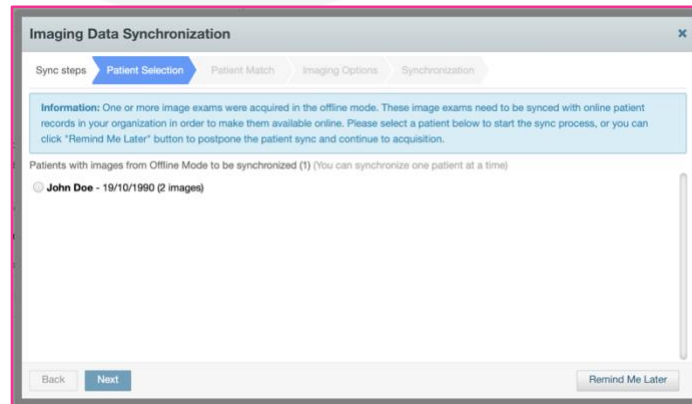 Imaging Data Synchronization ×
Sync steps Patient Selection Patient Match Imaging Options Synchronization
Information: One or more image exams were acquired in the offline mode. These image exams need to be synced with online patient
records in your organization in order to make them available online. Please select a patient below to start the sync process, or you can
click "Remind Me Later" button to postpone the patient sync and continue to acquisition.
Patients with images from Offline Mode to be synchronized (1) (You can synchronize one patient at a time)
John Doe - 19/10/1990 (2 images)
Back Next Remind Me Later